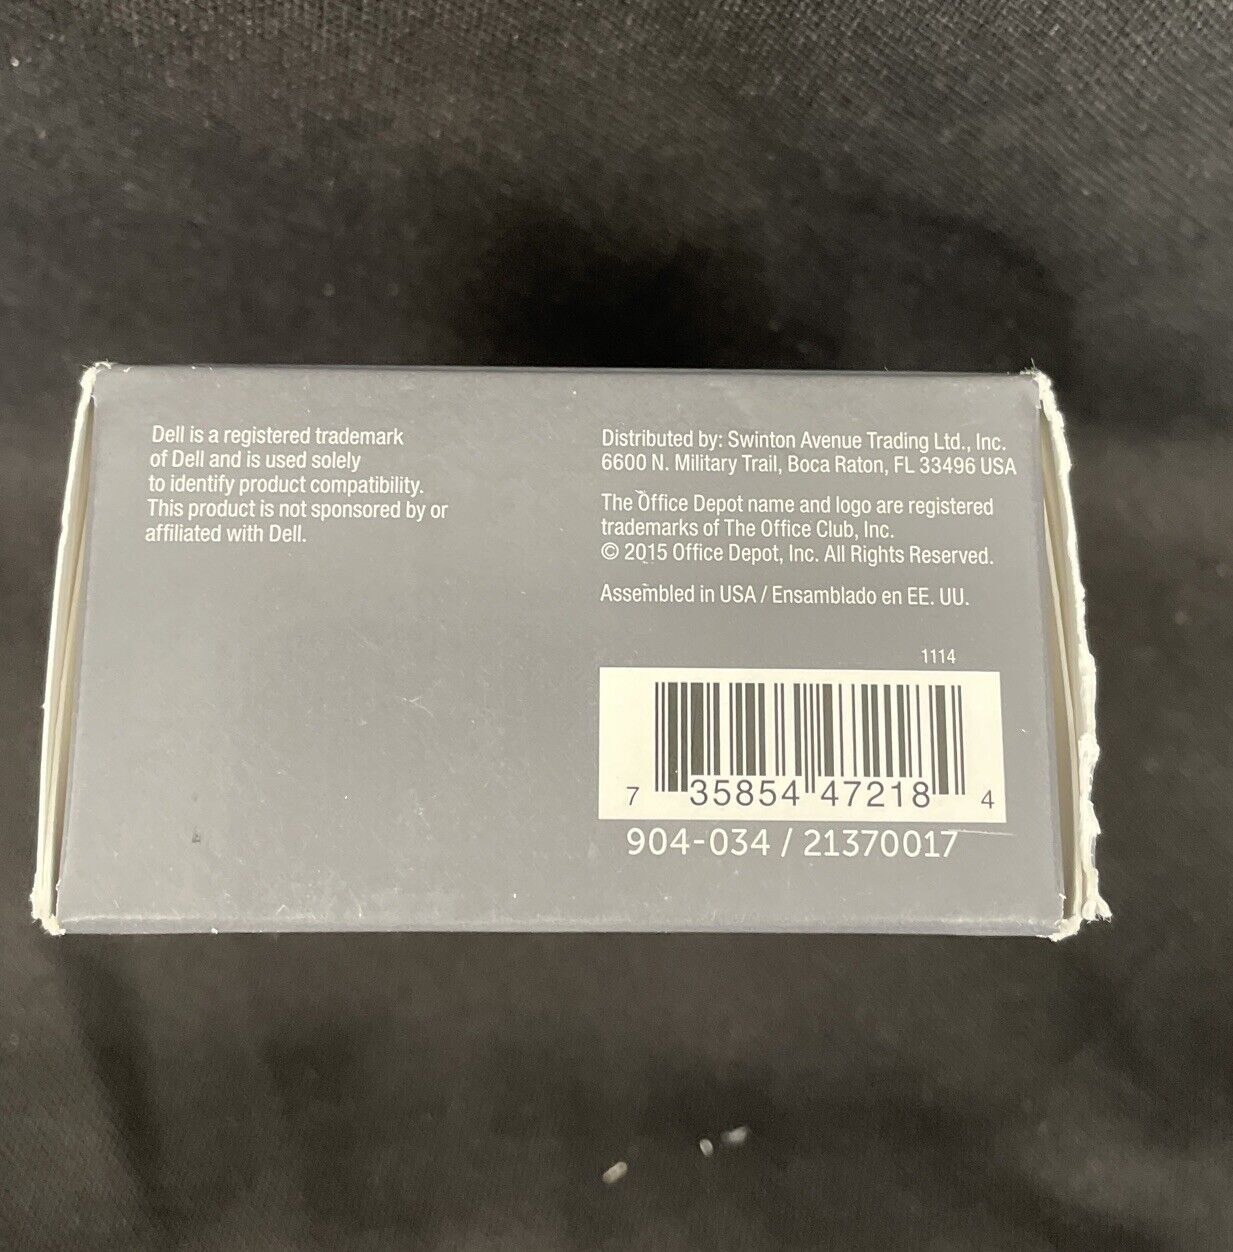 Dell is a registered trademark
of Dell and is used solely
to identify product compatibility.
This product is not sponsored by or
affiliated with Dell.
Distributed by: Swinton Avenue Trading Ltd., Inc.
6600 N. Military Trail, Boca Raton, FL 33496 USA
The Office Depot name and logo are registered
trademarks of The Office Club, Inc.
© 2015 Office Depot, Inc. All Rights Reserved.
Assembled in USA / Ensamblado en EE. UU.
1114
7 35854 47218 4
904-034 / 21370017